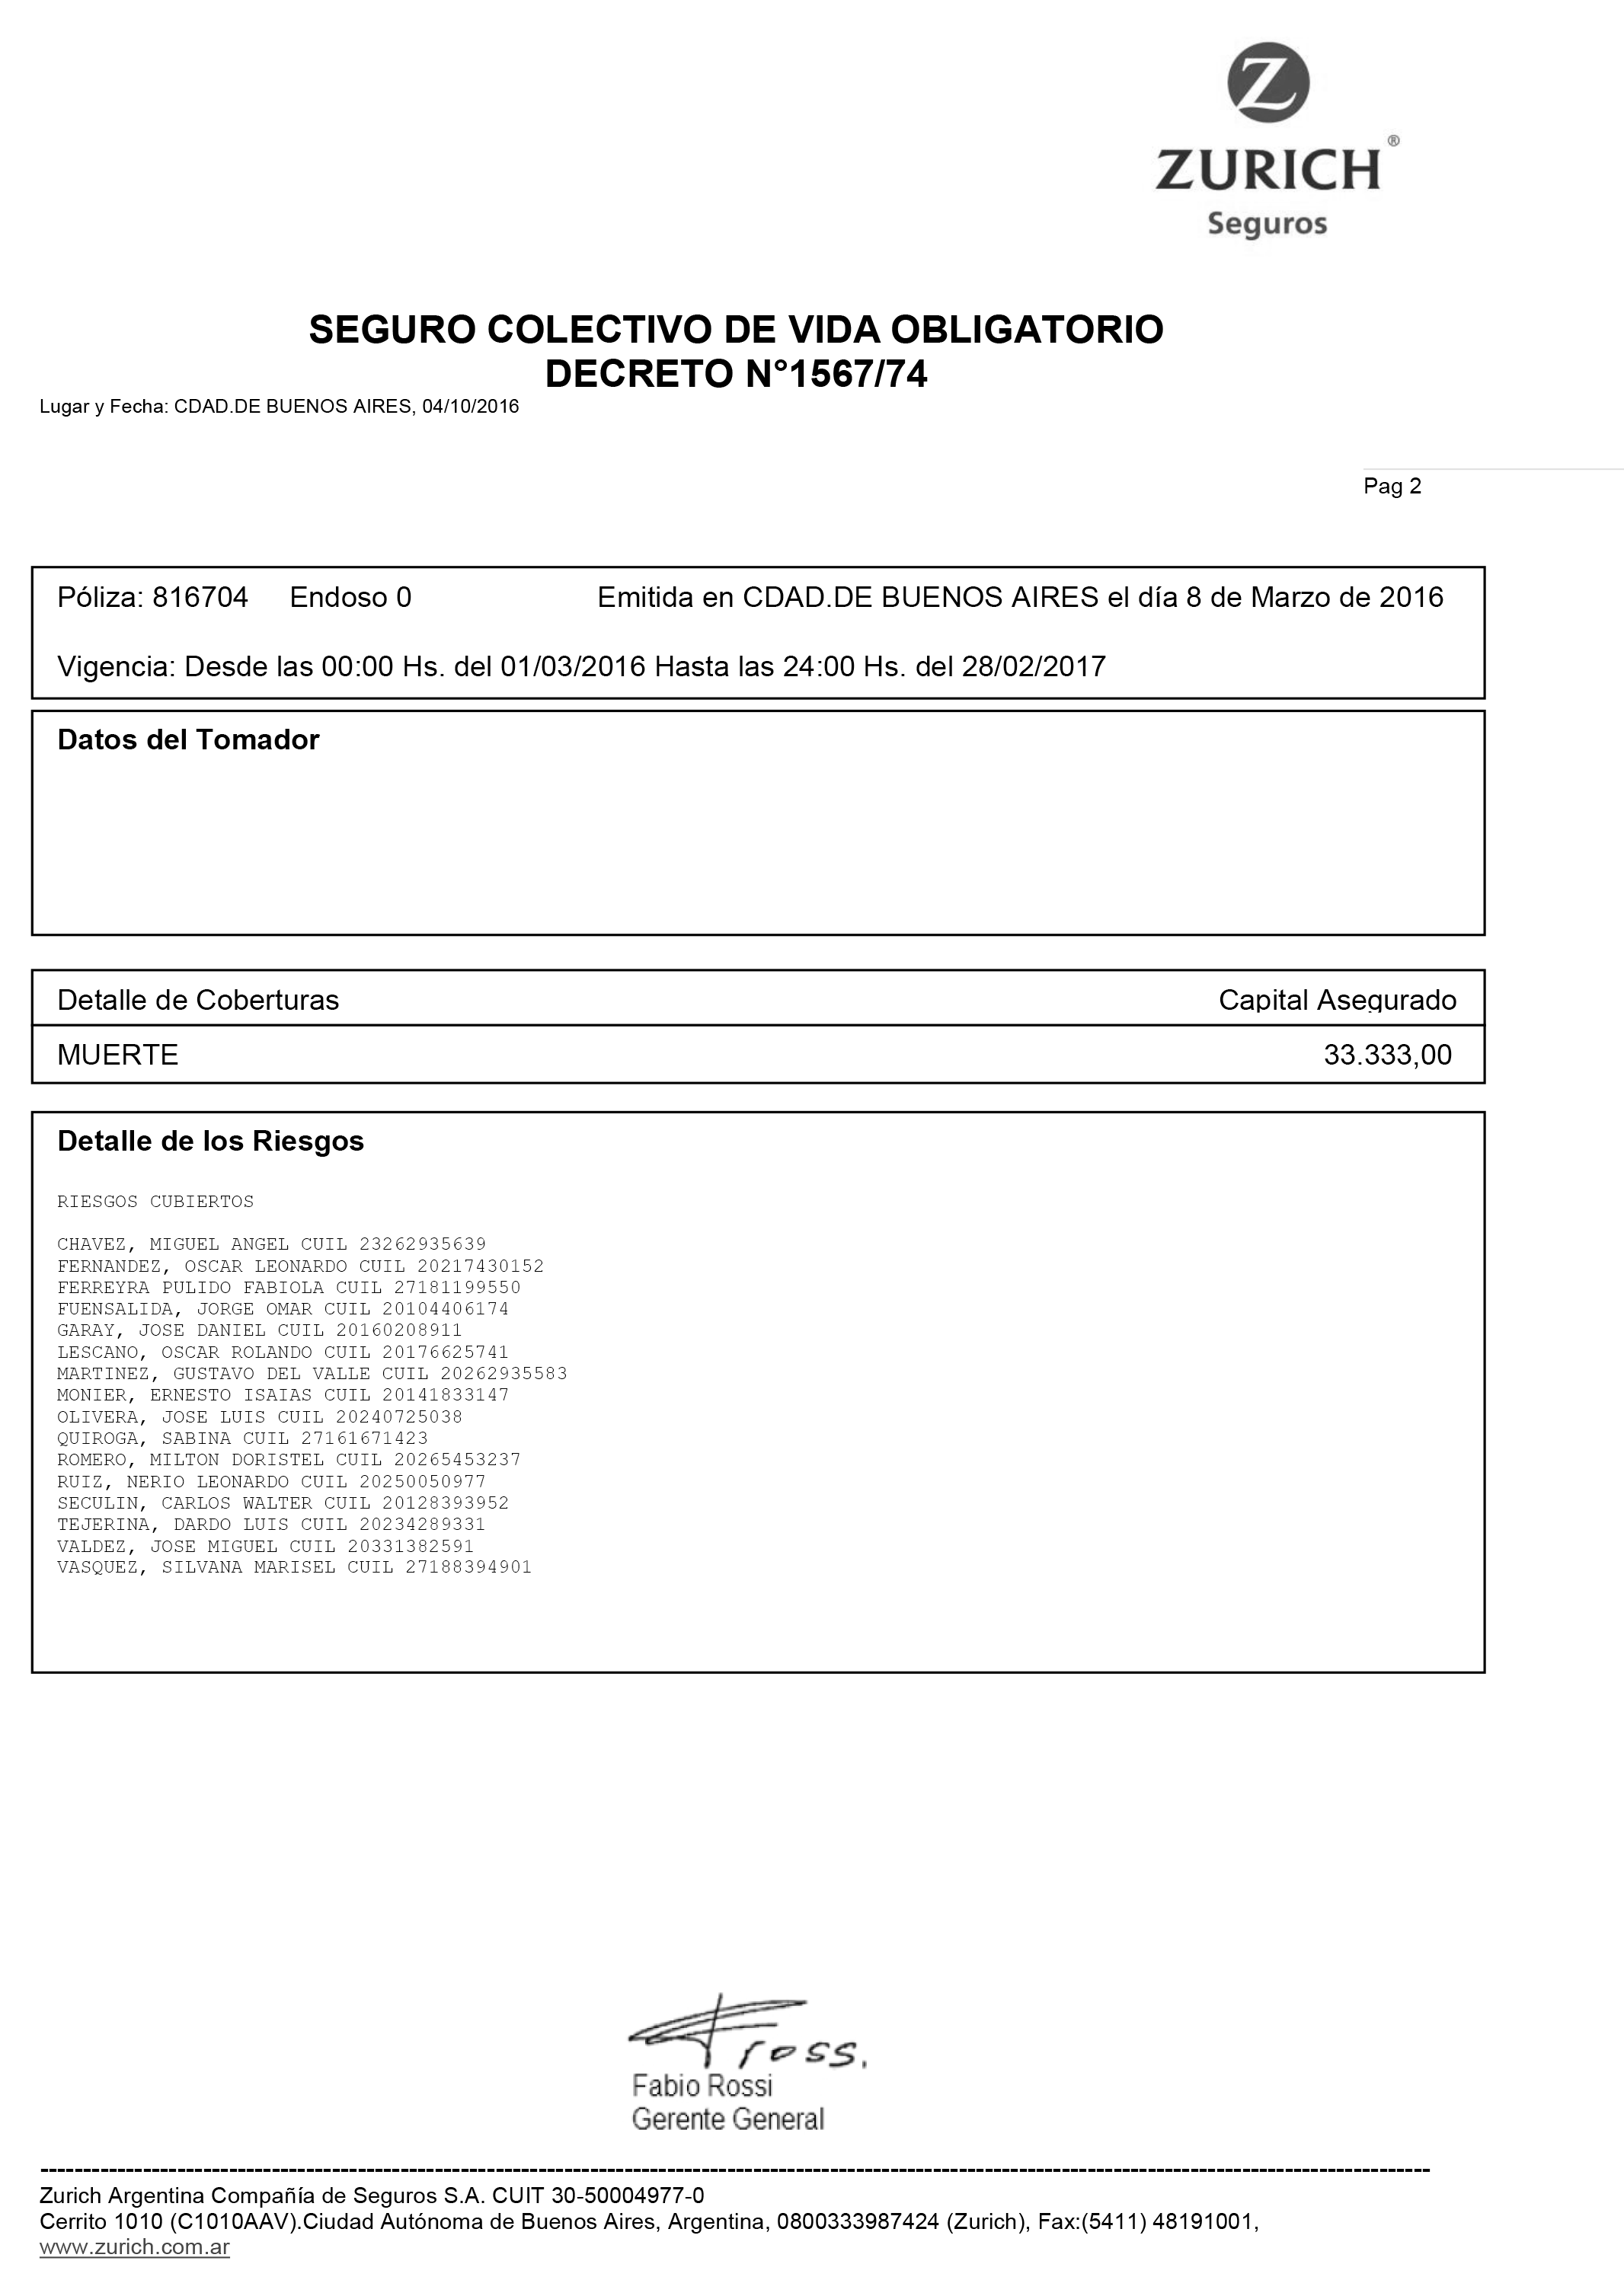 Z
ZURICH®
Seguros
SEGURO COLECTIVO DE VIDA OBLIGATORIO
DECRETO N°1567/74
Lugar y Fecha: CDAD.DE BUENOS AIRES, 04/10/2016
Pag 2
Póliza: 816704 Endoso 0 Emitida en CDAD.DE BUENOS AIRES el día 8 de Marzo de 2016
Vigencia: Desde las 00:00 Hs. del 01/03/2016 Hasta las 24:00 Hs. del 28/02/2017
Datos del Tomador
Detalle de Coberturas Capital Asegurado
MUERTE 33.333,00
Detalle de los Riesgos
RIESGOS CUBIERTOS
CHAVEZ, MIGUEL ANGEL CUIL 23262935639
FERNANDEZ, OSCAR LEONARDO CUIL 20217430152
FERREYRA PULIDO FABIOLA CUIL 27181199550
FUENSALIDA, JORGE OMAR CUIL 20104406174
GARAY, JOSE DANIEL CUIL 20160208911
LESCANO, OSCAR ROLANDO CUIL 20176625741
MARTINEZ, GUSTAVO DEL VALLE CUIL 20262935583
MONIER, ERNESTO ISAIAS CUIL 20141833147
OLIVERA, JOSE LUIS CUIL 20240725038
QUIROGA, SABINA CUIL 27161671423
ROMERO, MILTON DORISTEL CUIL 20265453237
RUIZ, NERIO LEONARDO CUIL 20250050977
SECULIN, CARLOS WALTER CUIL 20128393952
TEJERINA, DARDO LUIS CUIL 20234289331
VALDEZ, JOSE MIGUEL CUIL 20331382591
VASQUEZ, SILVANA MARISEL CUIL 27188394901
Fross.
Fabio Rossi
Gerente General
Zurich Argentina Compañía de Seguros S.A. CUIT 30-50004977-0
Cerrito 1010 (C1010AAV).Ciudad Autónoma de Buenos Aires, Argentina, 0800333987424 (Zurich), Fax:(5411) 48191001,
www.zurich.com.ar